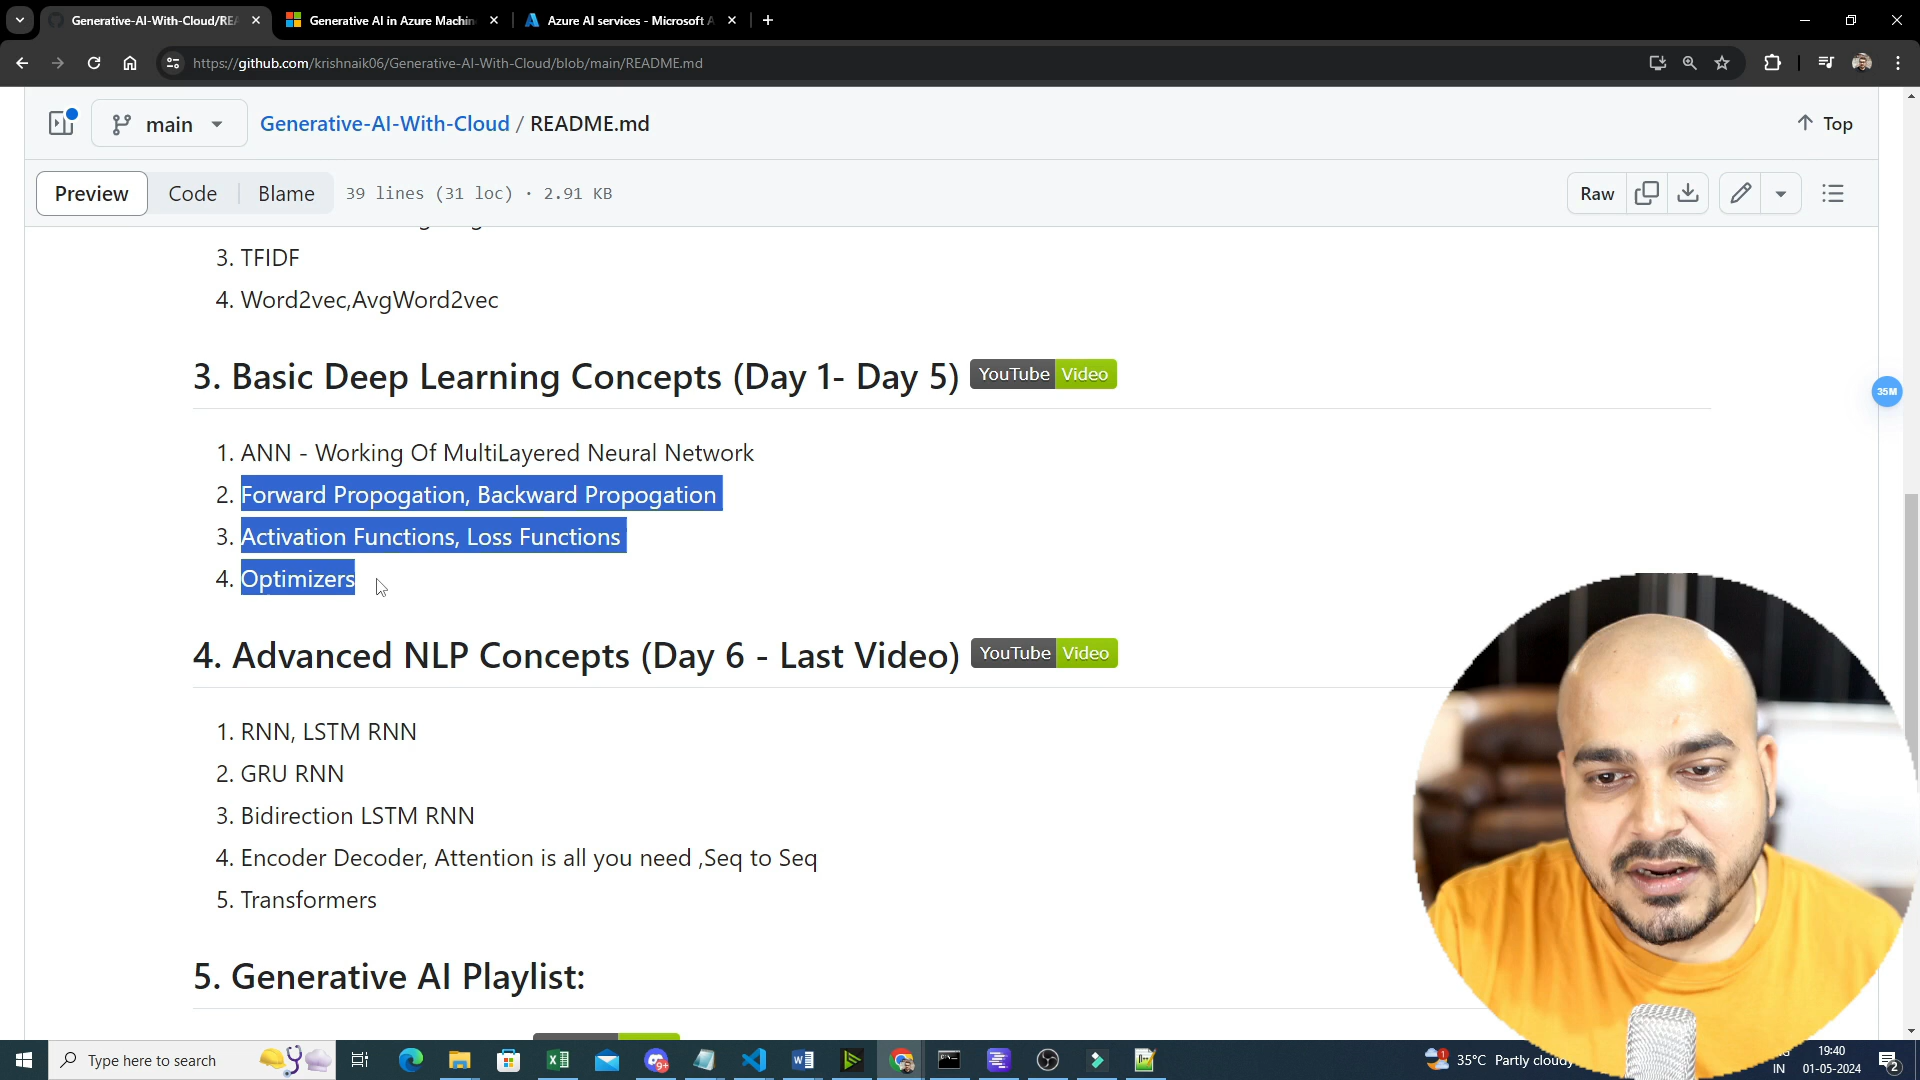 Generative-AI-With-Cloud/REA
Generative AI in Azure Machin
Azure AI services - Microsoft A
https://github.com/krishnaik06/Generative-AI-With-Cloud/blob/main/README.md
main
Generative-AI-With-Cloud / README.md
Top
Preview
Code
Blame
39 lines (31 loc) · 2.91 KB
Raw
3. TFIDF
4. Word2vec,AvgWord2vec
3. Basic Deep Learning Concepts (Day 1- Day 5) YouTube Video
35M
1. ANN - Working Of MultiLayered Neural Network
2. Forward Propogation, Backward Propogation
3. Activation Functions, Loss Functions
4. Optimizers
4. Advanced NLP Concepts (Day 6 - Last Video) YouTube Video
1. RNN, LSTM RNN
2. GRU RNN
3. Bidirection LSTM RNN
4. Encoder Decoder, Attention is all you need ,Seq to Seq
5. Transformers
5. Generative AI Playlist:
Type here to search
9+
1
35°C Partly cloudy
IN
19:40
01-05-2024
2